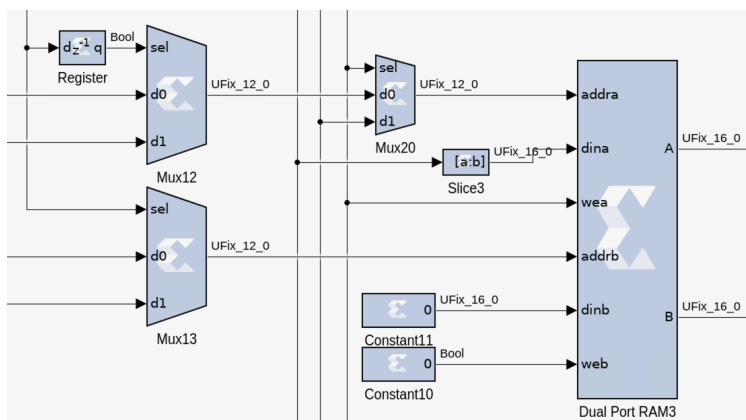 d z⁻¹ q
Bool
Register
sel
d0
d1
Mux12
UFix_12_0
sel
d0
d1
Mux20
UFix_12_0
[a:b]
Slice3
UFix_16_0
sel
d0
d1
Mux13
UFix_12_0
0
UFix_16_0
Constant11
0
Bool
Constant10
addra
dina
wea
addrb
dinb
web
A
B
Dual Port RAM3
UFix_16_0
UFix_16_0